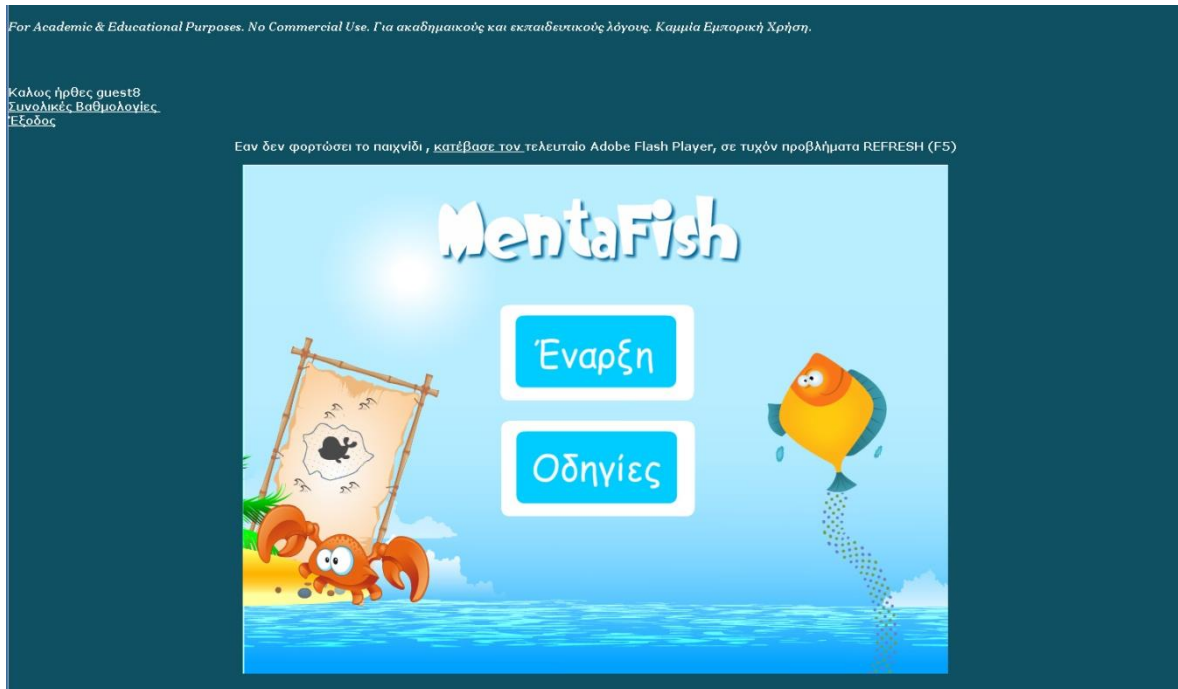 For Academic & Educational Purposes. No Commercial Use. Για ακαδημαικούς και εκπαιδευτικούς λόγους. Καμμία Εμπορική Χρήση.
Καλως ήρθες guest8
Συνολικές Βαθμολογίες
Έξοδος
Εαν δεν φορτώσει το παιχνίδι , κατέβασε τον τελευταίο Adobe Flash Player, σε τυχόν προβλήματα REFRESH (F5)
MentaFish
Έναρξη
Οδηγίες